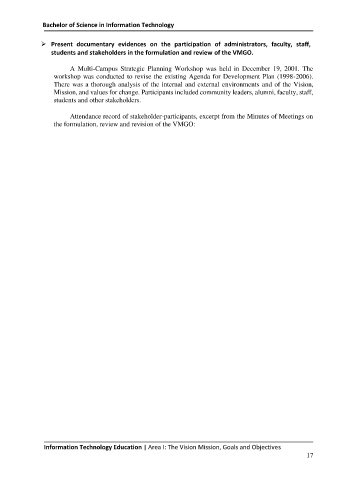 Bachelor of Science in Information Technology
➢ Present documentary evidences on the participation of administrators, faculty, staff,
students and stakeholders in the formulation and review of the VMGO.
A Multi-Campus Strategic Planning Workshop was held in December 19, 2001. The
workshop was conducted to revise the existing Agenda for Development Plan (1998-2006).
There was a thorough analysis of the internal and external environments and of the Vision,
Mission, and values for change. Participants included community leaders, alumni, faculty, staff,
students and other stakeholders.
Attendance record of stakeholder-participants, excerpt from the Minutes of Meetings on
the formulation, review and revision of the VMGO:
Information Technology Education | Area I: The Vision Mission, Goals and Objectives
17